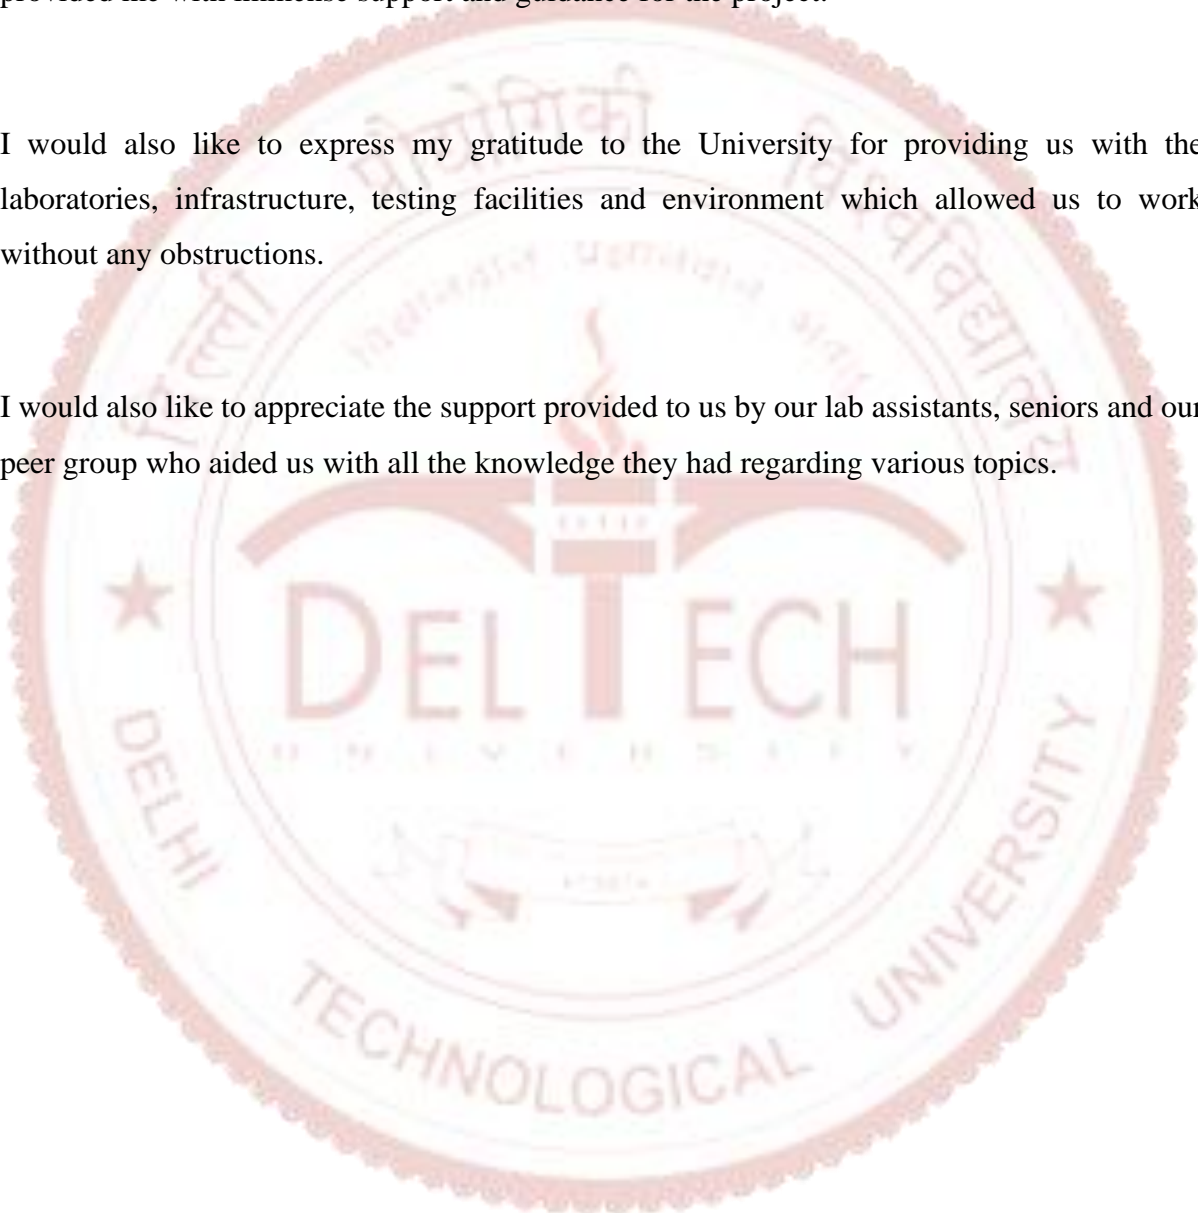 provided me with immense support and guidance for the project.
I would also like to express my gratitude to the University for providing us with the
laboratories, infrastructure, testing facilities and environment which allowed us to work
without any obstructions.
I would also like to appreciate the support provided to us by our lab assistants, seniors and our
peer group who aided us with all the knowledge they had regarding various topics.
दिल्ली प्रौद्योगिकी विश्वविद्यालय
DELTECH
UNIVERSITY
DELHI TECHNOLOGICAL UNIVERSITY